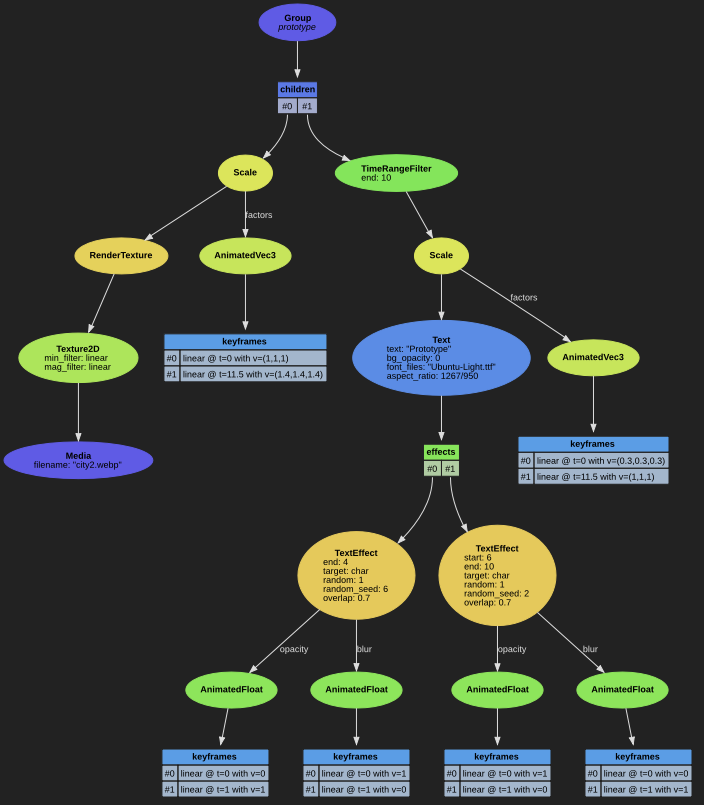 Group
prototype
children
#0 #1
Scale
TimeRangeFilter
end: 10
factors
RenderTexture
AnimatedVec3
Scale
factors
Texture2D
min_filter: linear
mag_filter: linear
keyframes
#0 linear @ t=0 with v=(1,1,1)
#1 linear @ t=11.5 with v=(1.4,1.4,1.4)
Text
text: "Prototype"
bg_opacity: 0
font_files: "Ubuntu-Light.ttf"
aspect_ratio: 1267/950
AnimatedVec3
Media
filename: "city2.webp"
effects
#0 #1
keyframes
#0 linear @ t=0 with v=(0.3,0.3,0.3)
#1 linear @ t=11.5 with v=(1,1,1)
TextEffect
end: 4
target: char
random: 1
random_seed: 6
overlap: 0.7
TextEffect
start: 6
end: 10
target: char
random: 1
random_seed: 2
overlap: 0.7
opacity
blur
opacity
blur
AnimatedFloat
AnimatedFloat
AnimatedFloat
AnimatedFloat
keyframes
#0 linear @ t=0 with v=0
#1 linear @ t=1 with v=1
keyframes
#0 linear @ t=0 with v=1
#1 linear @ t=1 with v=0
keyframes
#0 linear @ t=0 with v=1
#1 linear @ t=1 with v=0
keyframes
#0 linear @ t=0 with v=0
#1 linear @ t=1 with v=1